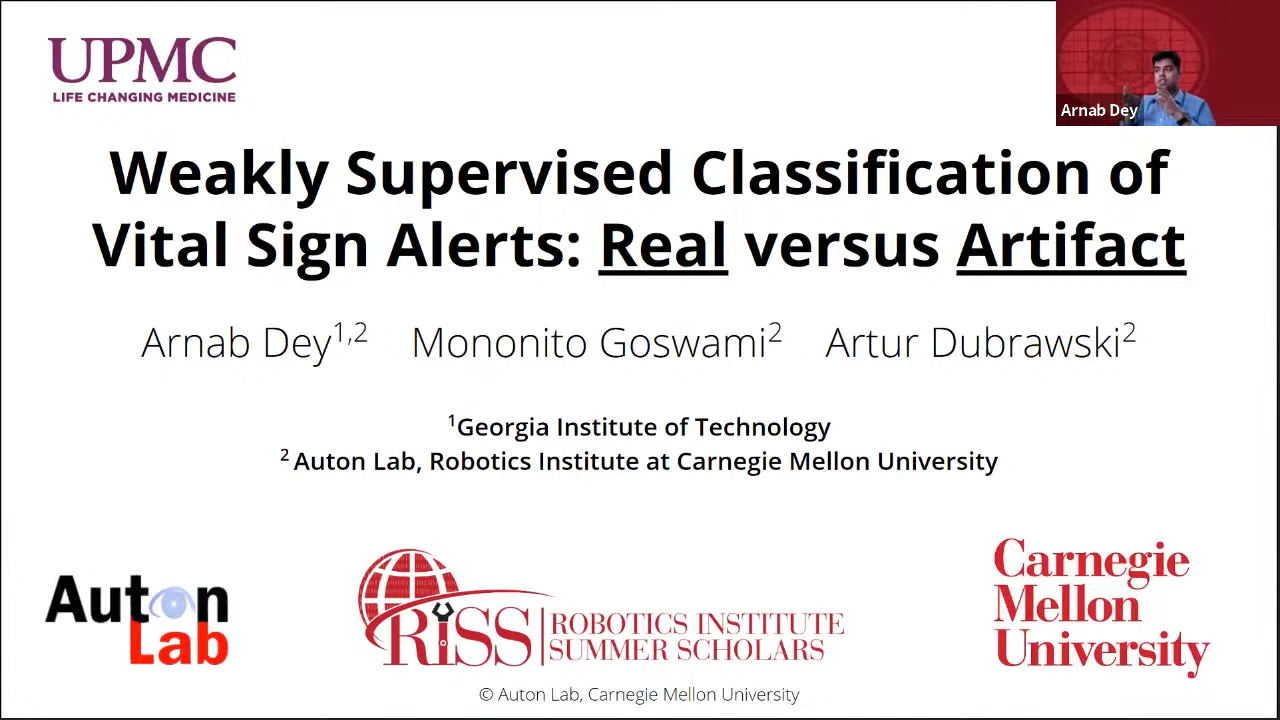 UPMC
LIFE CHANGING MEDICINE
Arnab Dey
Weakly Supervised Classification of
Vital Sign Alerts: Real versus Artifact
Arnab Dey1,2 Mononito Goswami2 Artur Dubrawski2
1Georgia Institute of Technology
2 Auton Lab, Robotics Institute at Carnegie Mellon University
Auton
Lab
RISS
ROBOTICS INSTITUTE
SUMMER SCHOLARS
Carnegie
Mellon
University
© Auton Lab, Carnegie Mellon University